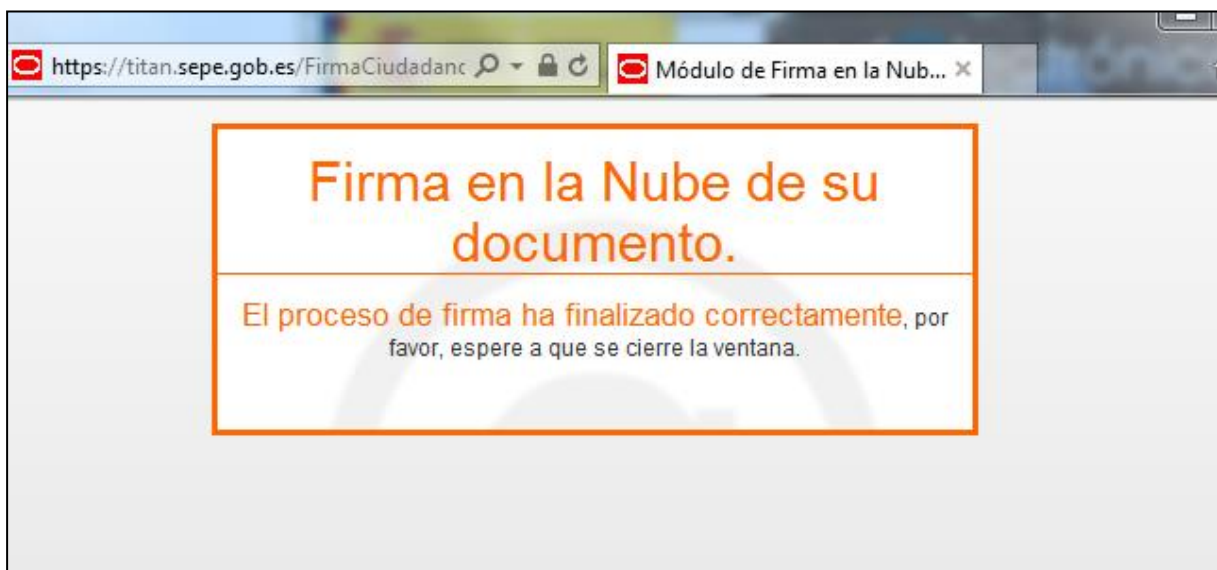 https://titan.sepe.gob.es/FirmaCiudadanc
Módulo de Firma en la Nub...
Firma en la Nube de su
documento.
El proceso de firma ha finalizado correctamente, por
favor, espere a que se cierre la ventana.